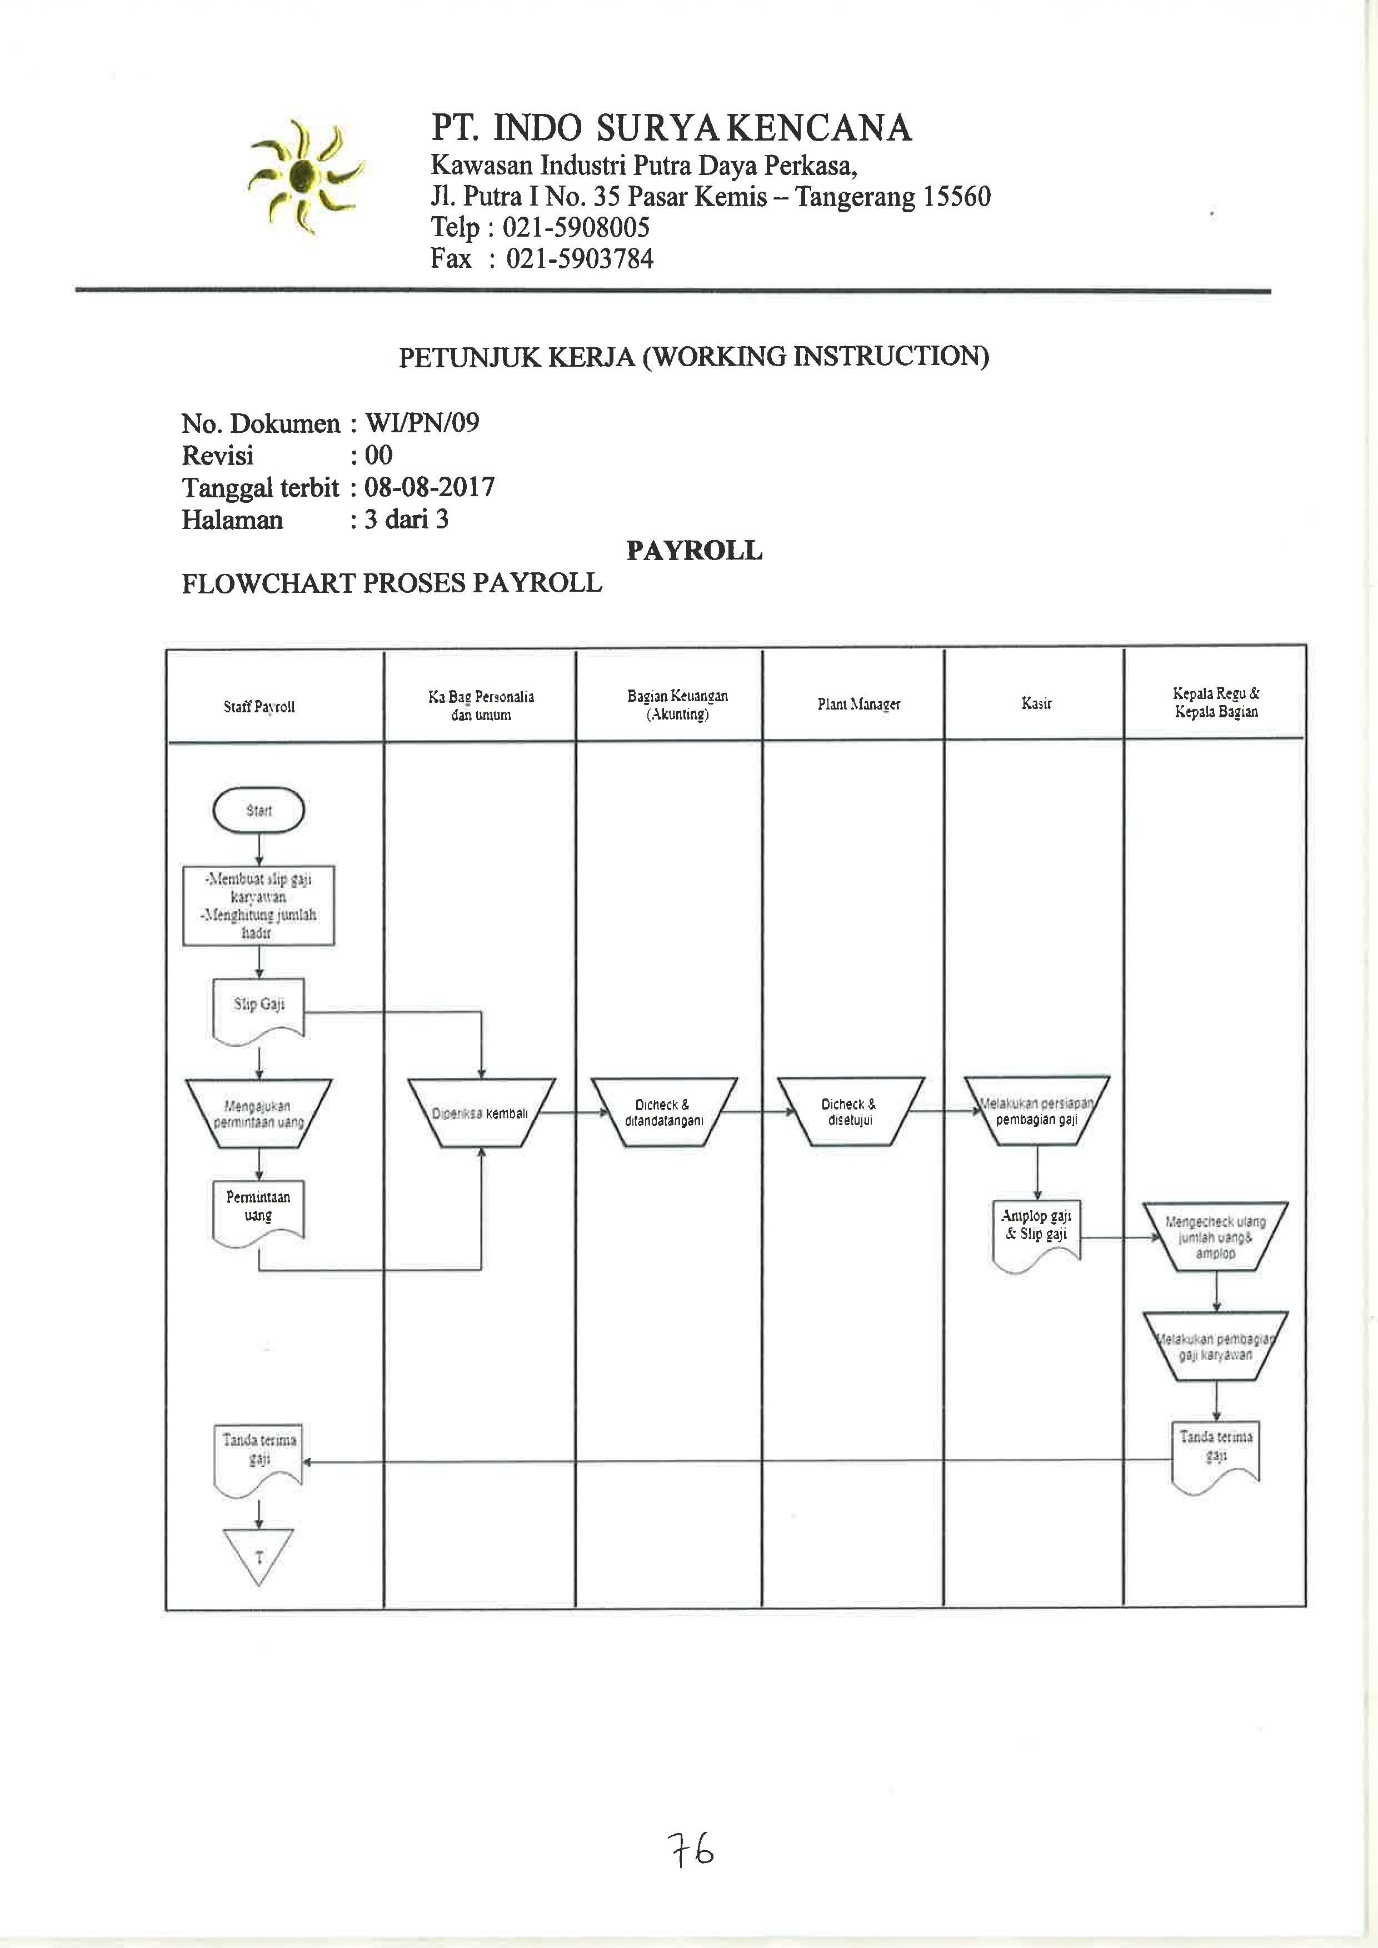 PT. INDO SURYA KENCANA
Kawasan Industri Putra Daya Perkasa,
Jl. Putra I No. 35 Pasar Kemis – Tangerang 15560
Telp : 021-5908005
Fax : 021-5903784
PETUNJUK KERJA (WORKING INSTRUCTION)
No. Dokumen : WI/PN/09
Revisi : 00
Tanggal terbit : 08-08-2017
Halaman : 3 dari 3
PAYROLL
FLOWCHART PROSES PAYROLL
Staff Payroll
Ka Bag Personalia
dan umum
Bagian Keuangan
(Akunting)
Plant Manager
Kasir
Kepala Regu &
Kepala Bagian
Start
-Membuat slip gaji
karyawan
-Menghitung jumlah
hadir
Slip Gaji
Mengajukan
permintaan uang
Diperiksa kembali
Dicheck &
ditandatangani
Dicheck &
disetujui
Melakukan persiapan
pembagian gaji
Permintaan
uang
Amplop gaji
& Slip gaji
Mengecheck ulang
jumlah uang&
amplop
Melakukan pembagian
gaji karyawan
Tanda terima
gaji
Tanda terima
gaji
T
76